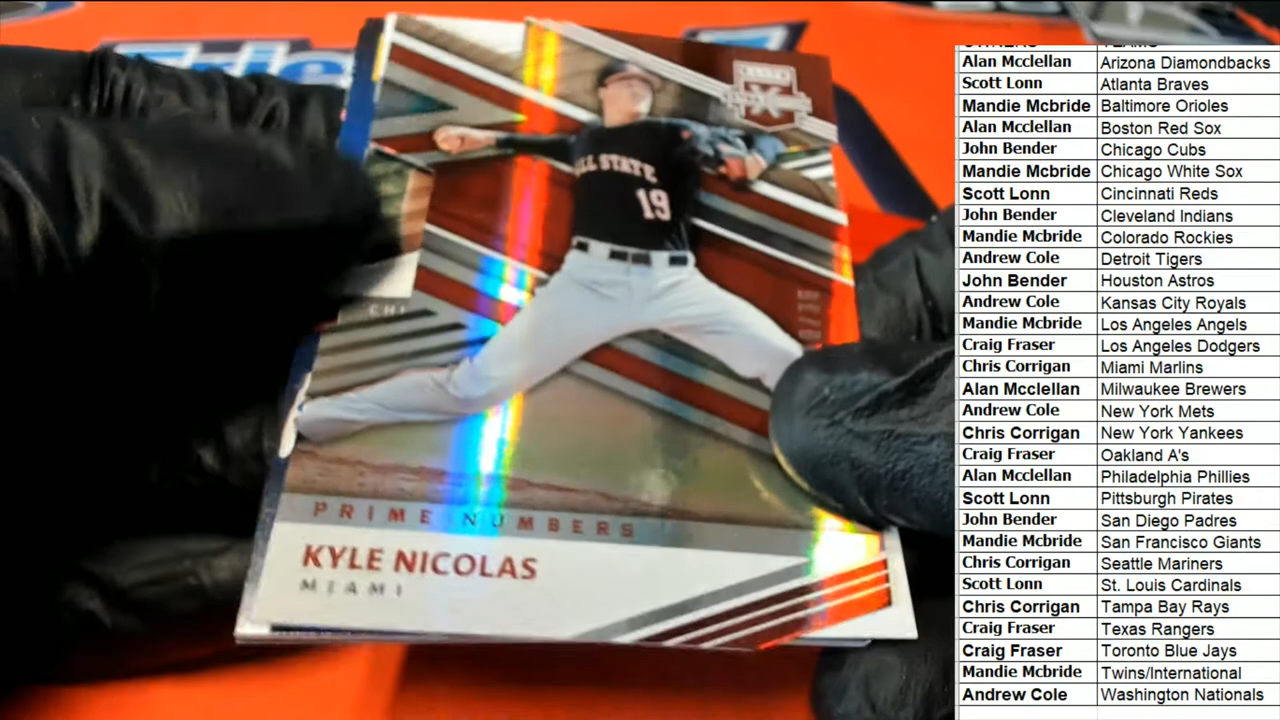 ALL STATE
19
PRIME NUMBERS
KYLE NICOLAS
MIAMI
OWNERS TEAMS
Alan Mcclellan Arizona Diamondbacks
Scott Lonn Atlanta Braves
Mandie Mcbride Baltimore Orioles
Alan Mcclellan Boston Red Sox
John Bender Chicago Cubs
Mandie Mcbride Chicago White Sox
Scott Lonn Cincinnati Reds
John Bender Cleveland Indians
Mandie Mcbride Colorado Rockies
Andrew Cole Detroit Tigers
John Bender Houston Astros
Andrew Cole Kansas City Royals
Mandie Mcbride Los Angeles Angels
Craig Fraser Los Angeles Dodgers
Chris Corrigan Miami Marlins
Alan Mcclellan Milwaukee Brewers
Andrew Cole New York Mets
Chris Corrigan New York Yankees
Craig Fraser Oakland A's
Alan Mcclellan Philadelphia Phillies
Scott Lonn Pittsburgh Pirates
John Bender San Diego Padres
Mandie Mcbride San Francisco Giants
Chris Corrigan Seattle Mariners
Scott Lonn St. Louis Cardinals
Chris Corrigan Tampa Bay Rays
Craig Fraser Texas Rangers
Craig Fraser Toronto Blue Jays
Mandie Mcbride Twins/International
Andrew Cole Washington Nationals